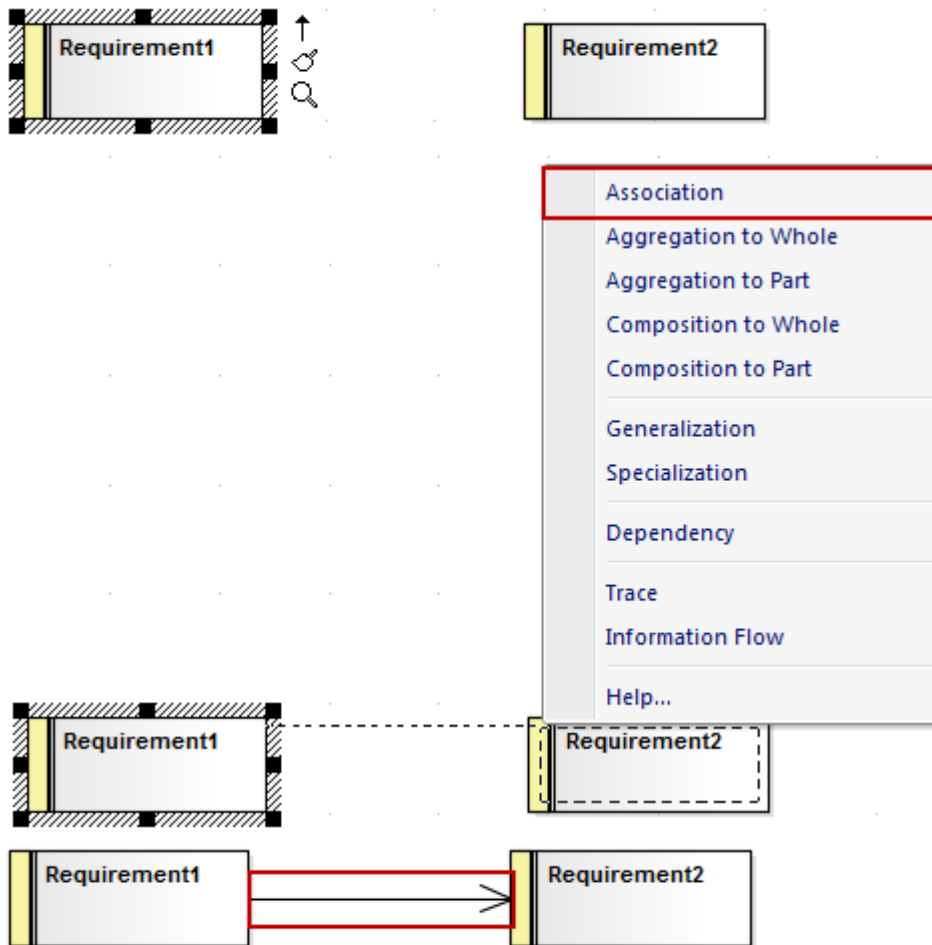 Requirement1
Requirement2
Association
Aggregation to Whole
Aggregation to Part
Composition to Whole
Composition to Part
Generalization
Specialization
Dependency
Trace
Information Flow
Help...
Requirement1
Requirement2
Requirement1
Requirement2